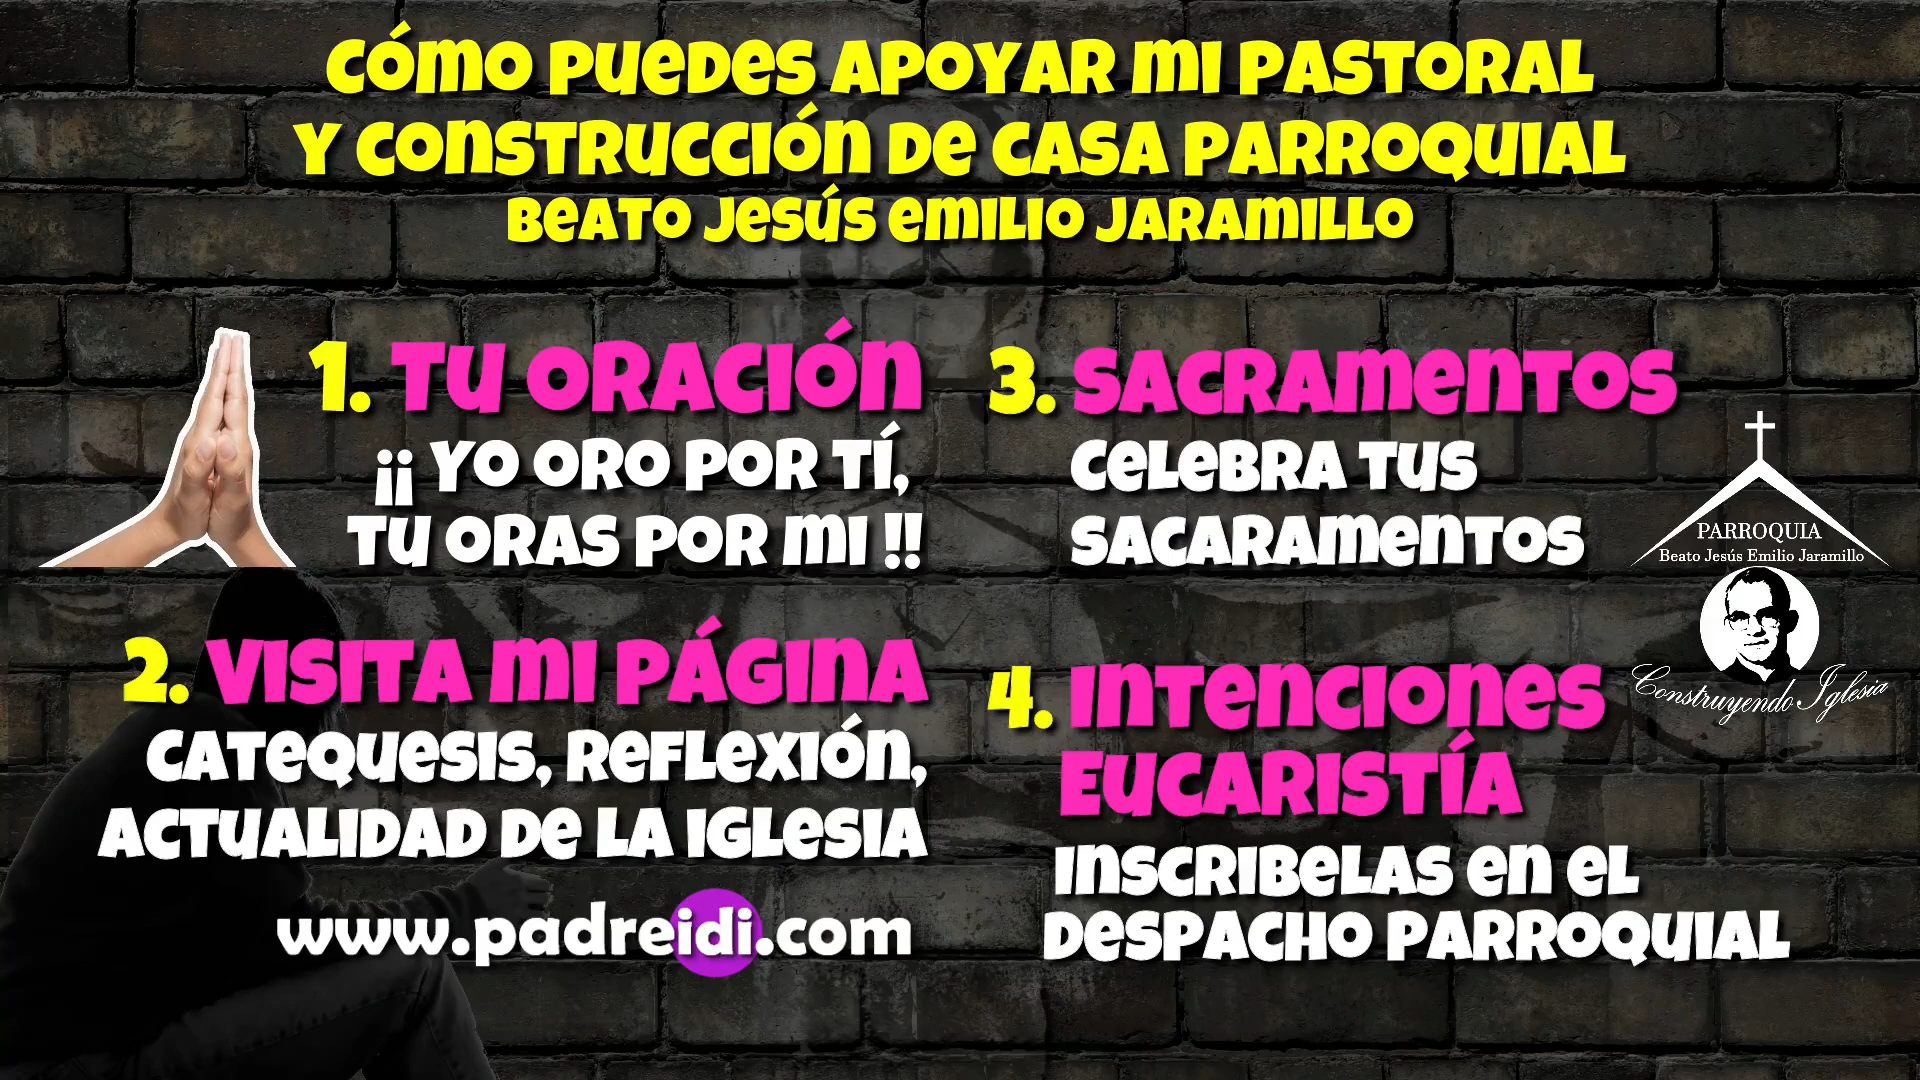 CÓMO PUEDES APOYAR MI PASTORAL
Y CONSTRUCCIÓN DE CASA PARROQUIAL
BEATO JESÚS EMILIO JARAMILLO
1. TU ORACIÓN
¡¡ YO ORO POR TÍ,
TU ORAS POR MI !!
2. VISITA MI PÁGINA
CATEQUESIS, REFLEXIÓN,
ACTUALIDAD DE LA IGLESIA
www.padreidi.com
3. SACRAMENTOS
CELEBRA TUS
SACARAMENTOS
4. INTENCIONES
EUCARISTÍA
INSCRIBELAS EN EL
DESPACHO PARROQUIAL
PARROQUIA
Beato Jesús Emilio Jaramillo
Construyendo Iglesia